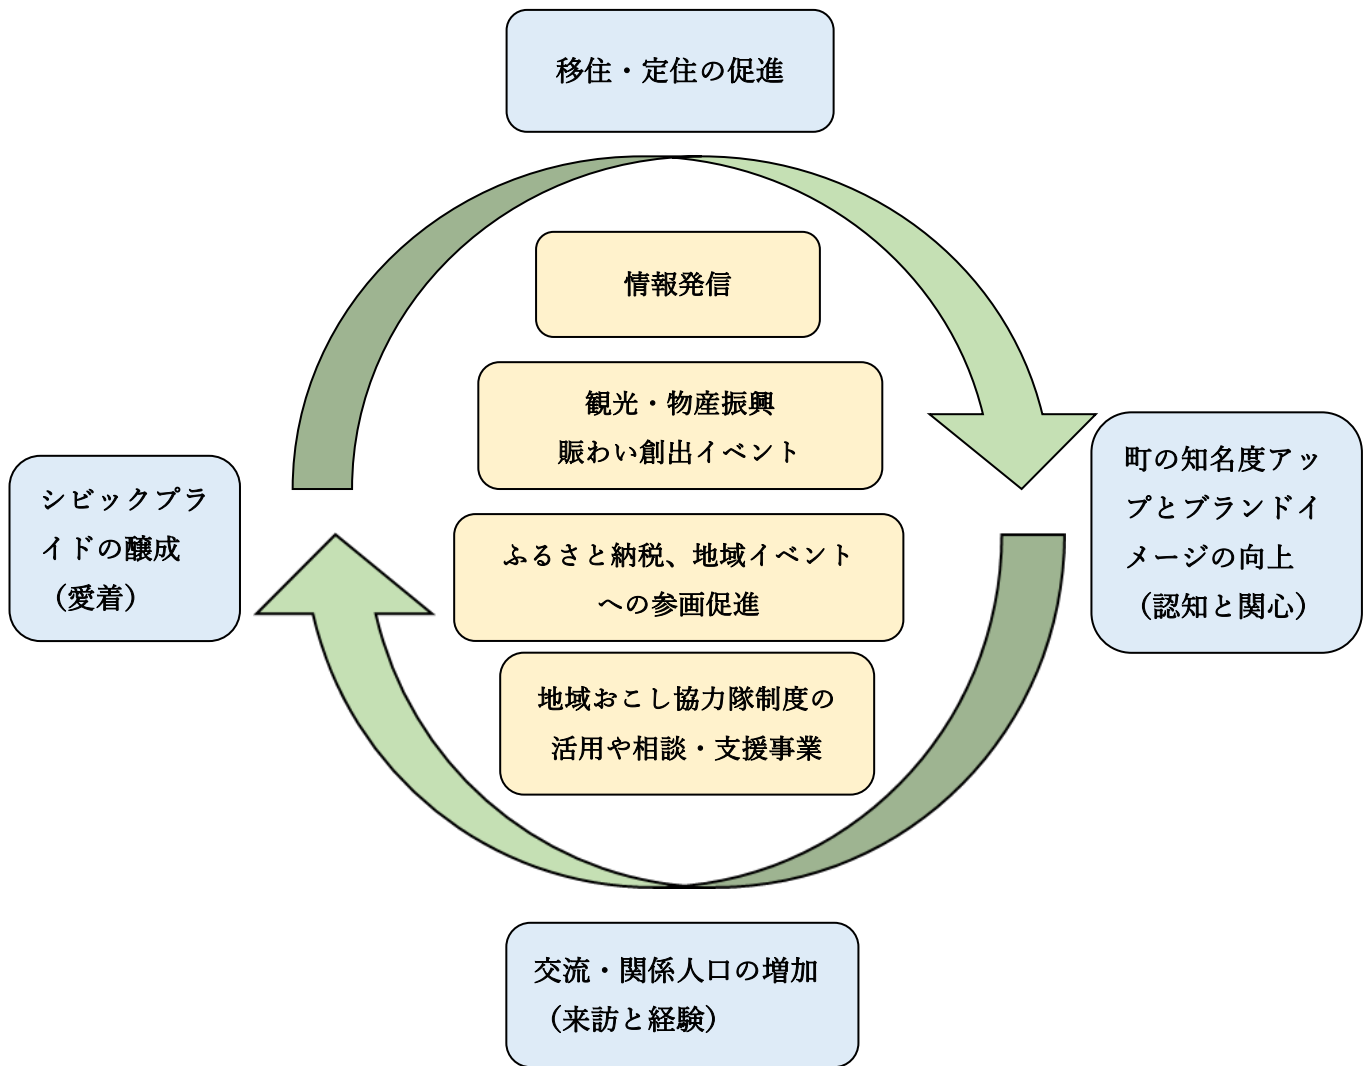 移住・定住の促進
情報発信
観光・物産振興
賑わい創出イベント
シビックプラ
イドの醸成
（愛着）
町の知名度アッ
プとブランドイ
メージの向上
（認知と関心）
ふるさと納税、地域イベント
への参画促進
地域おこし協力隊制度の
活用や相談・支援事業
交流・関係人口の増加
（来訪と経験）